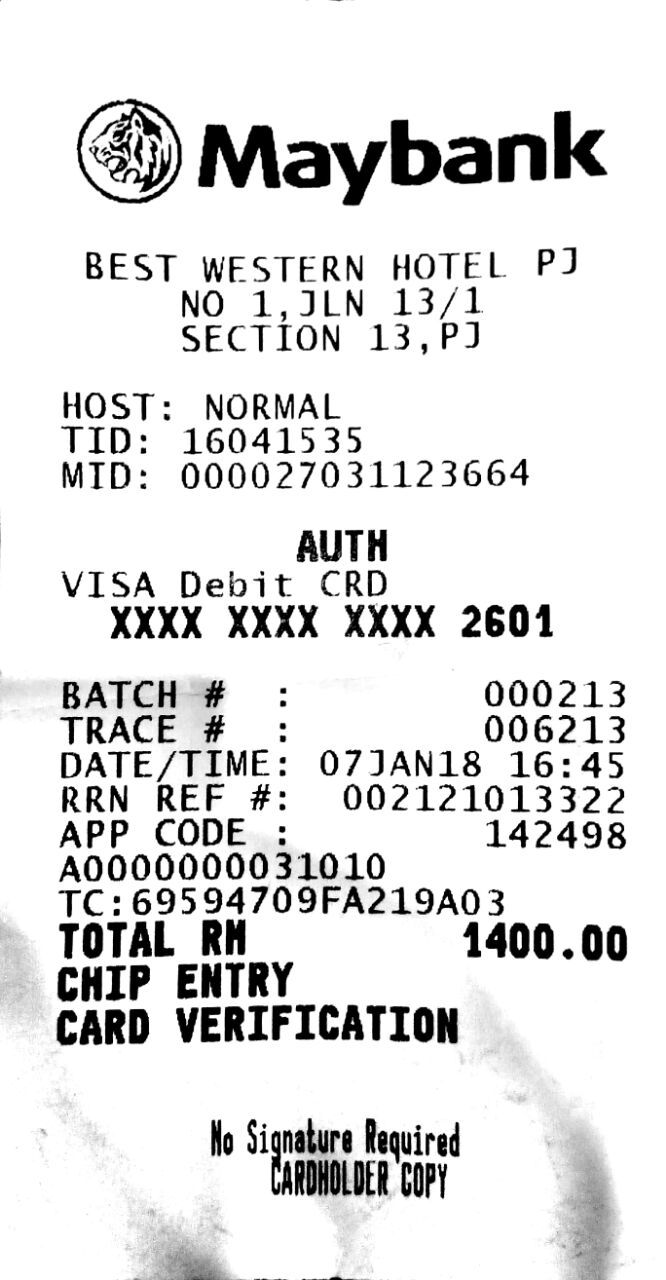 Maybank
BEST WESTERN HOTEL PJ
NO 1,JLN 13/1
SECTION 13,PJ
HOST: NORMAL
TID: 16041535
MID: 000027031123664
AUTH
VISA Debit CRD
XXXX XXXX XXXX 2601
BATCH # : 000213
TRACE # : 006213
DATE/TIME: 07JAN18 16:45
RRN REF #: 002121013322
APP CODE : 142498
A0000000031010
TC:69594709FA219A03
TOTAL RM 1400.00
CHIP ENTRY
CARD VERIFICATION
No Signature Required
CARDHOLDER COPY